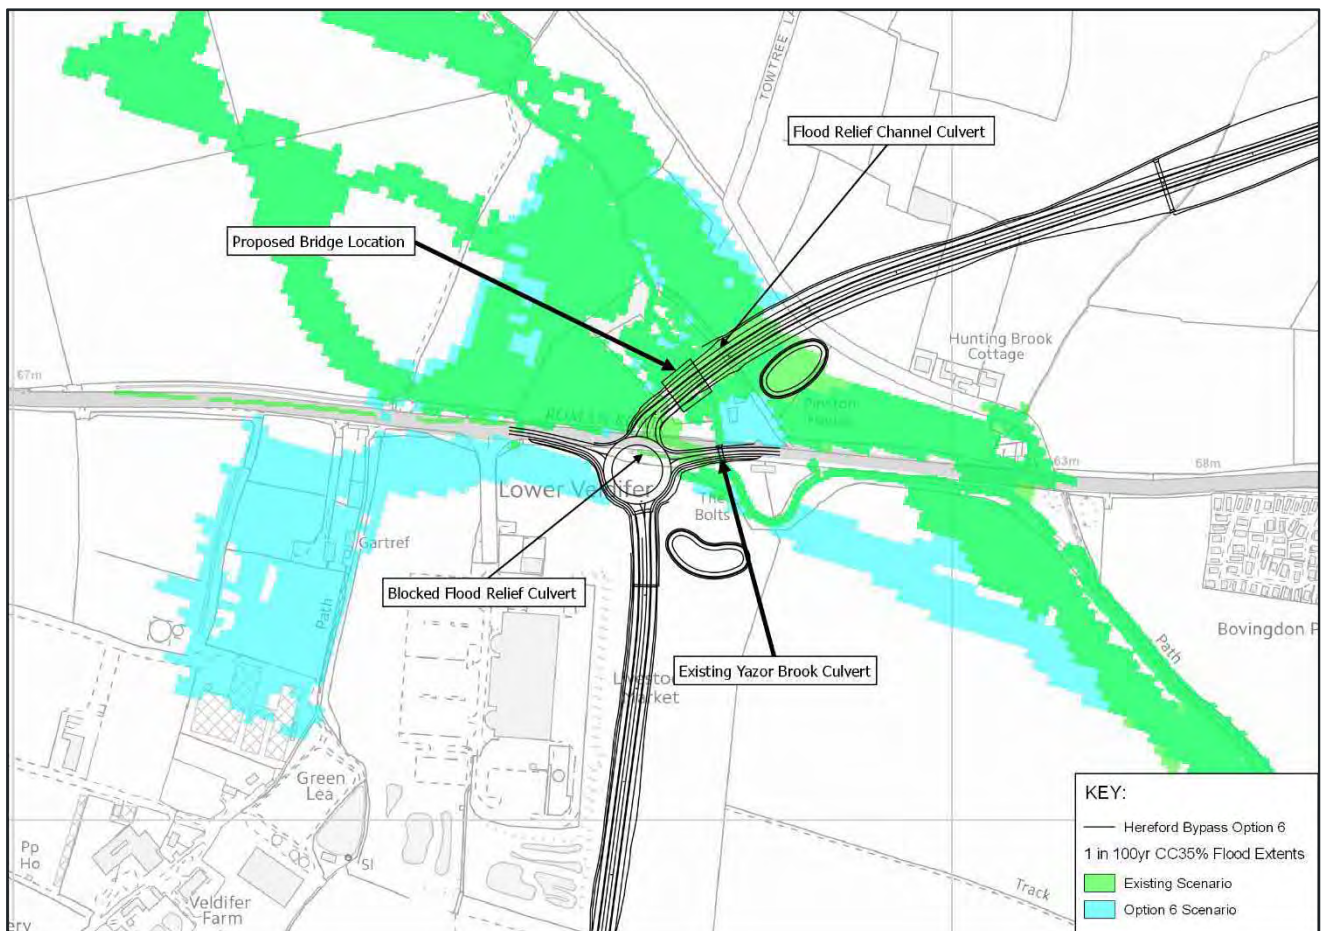 TOWTREE LA
Flood Relief Channel Culvert
Proposed Bridge Location
Hunting Brook
Cottage
67m
ROMAN R
63m
68m
Lower Veldifer
The
Bolts
Gartref
Path
Blocked Flood Relief Culvert
Existing Yazor Brook Culvert
Market
Path
Bovingdon P
Green
Lea
Pp
Ho
Sl
Veldifer
Farm
ery
Track
KEY:
Hereford Bypass Option 6
1 in 100yr CC35% Flood Extents
Existing Scenario
Option 6 Scenario